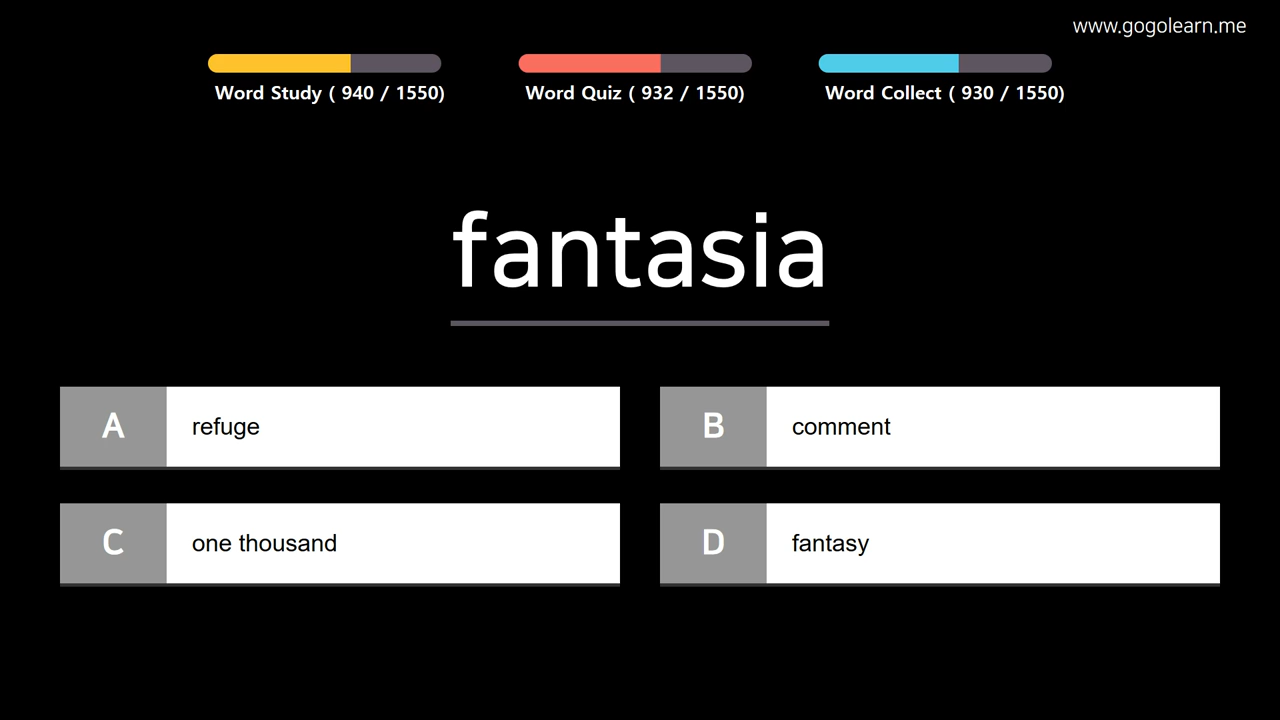 www.gogolearn.me
Word Study ( 940 / 1550)
Word Quiz ( 932 / 1550)
Word Collect ( 930 / 1550)
fantasia
A refuge
B comment
C one thousand
D fantasy